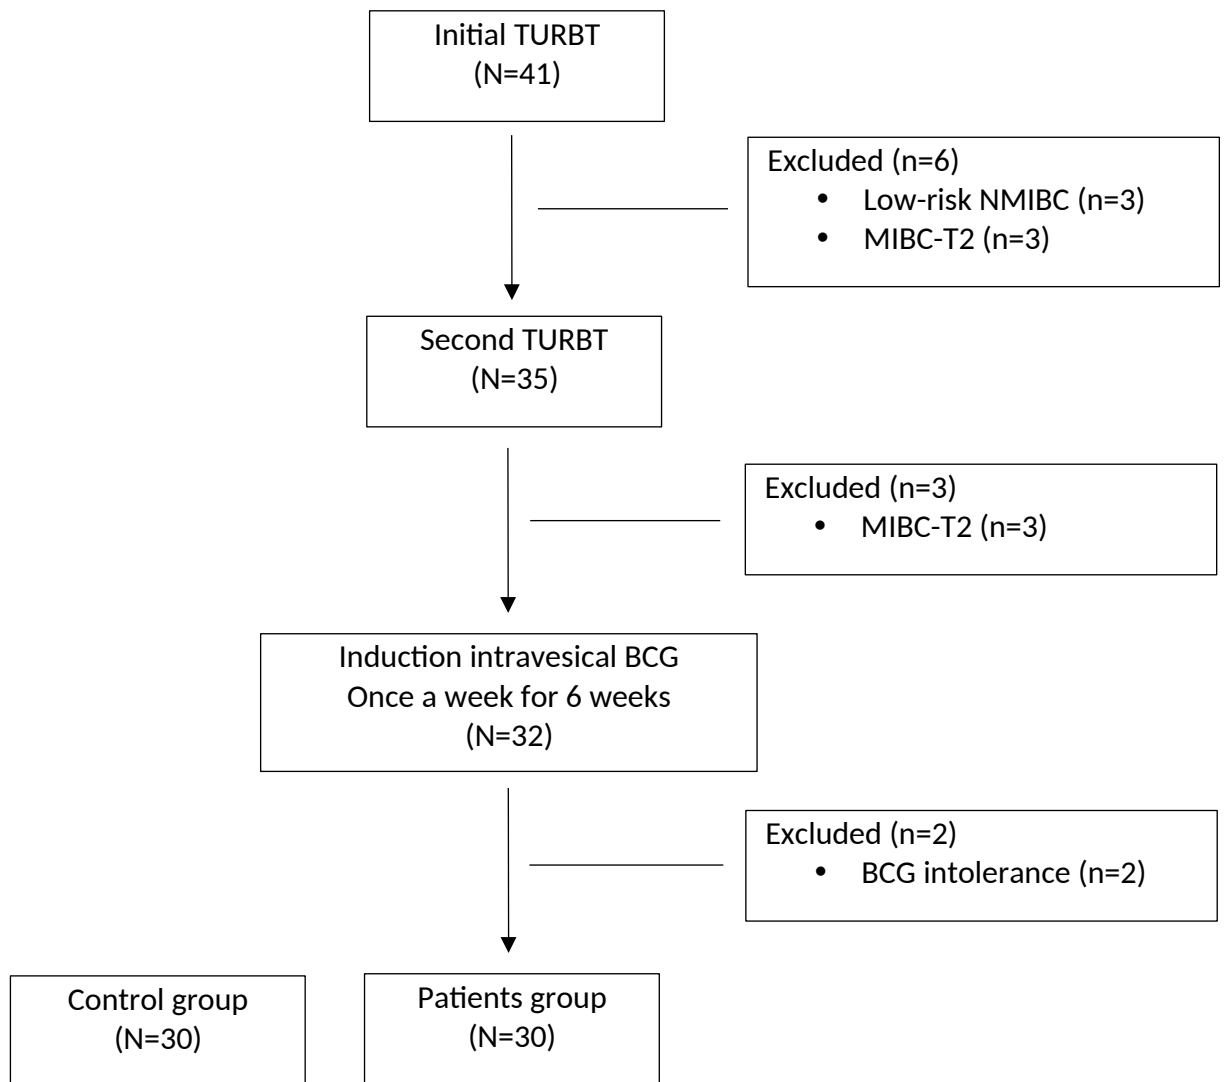 Initial TURBT
(N=41)
Excluded (n=6)
• Low-risk NMIBC (n=3)
• MIBC-T2 (n=3)
Second TURBT
(N=35)
Excluded (n=3)
• MIBC-T2 (n=3)
Induction intravesical BCG
Once a week for 6 weeks
(N=32)
Excluded (n=2)
• BCG intolerance (n=2)
Control group
(N=30)
Patients group
(N=30)